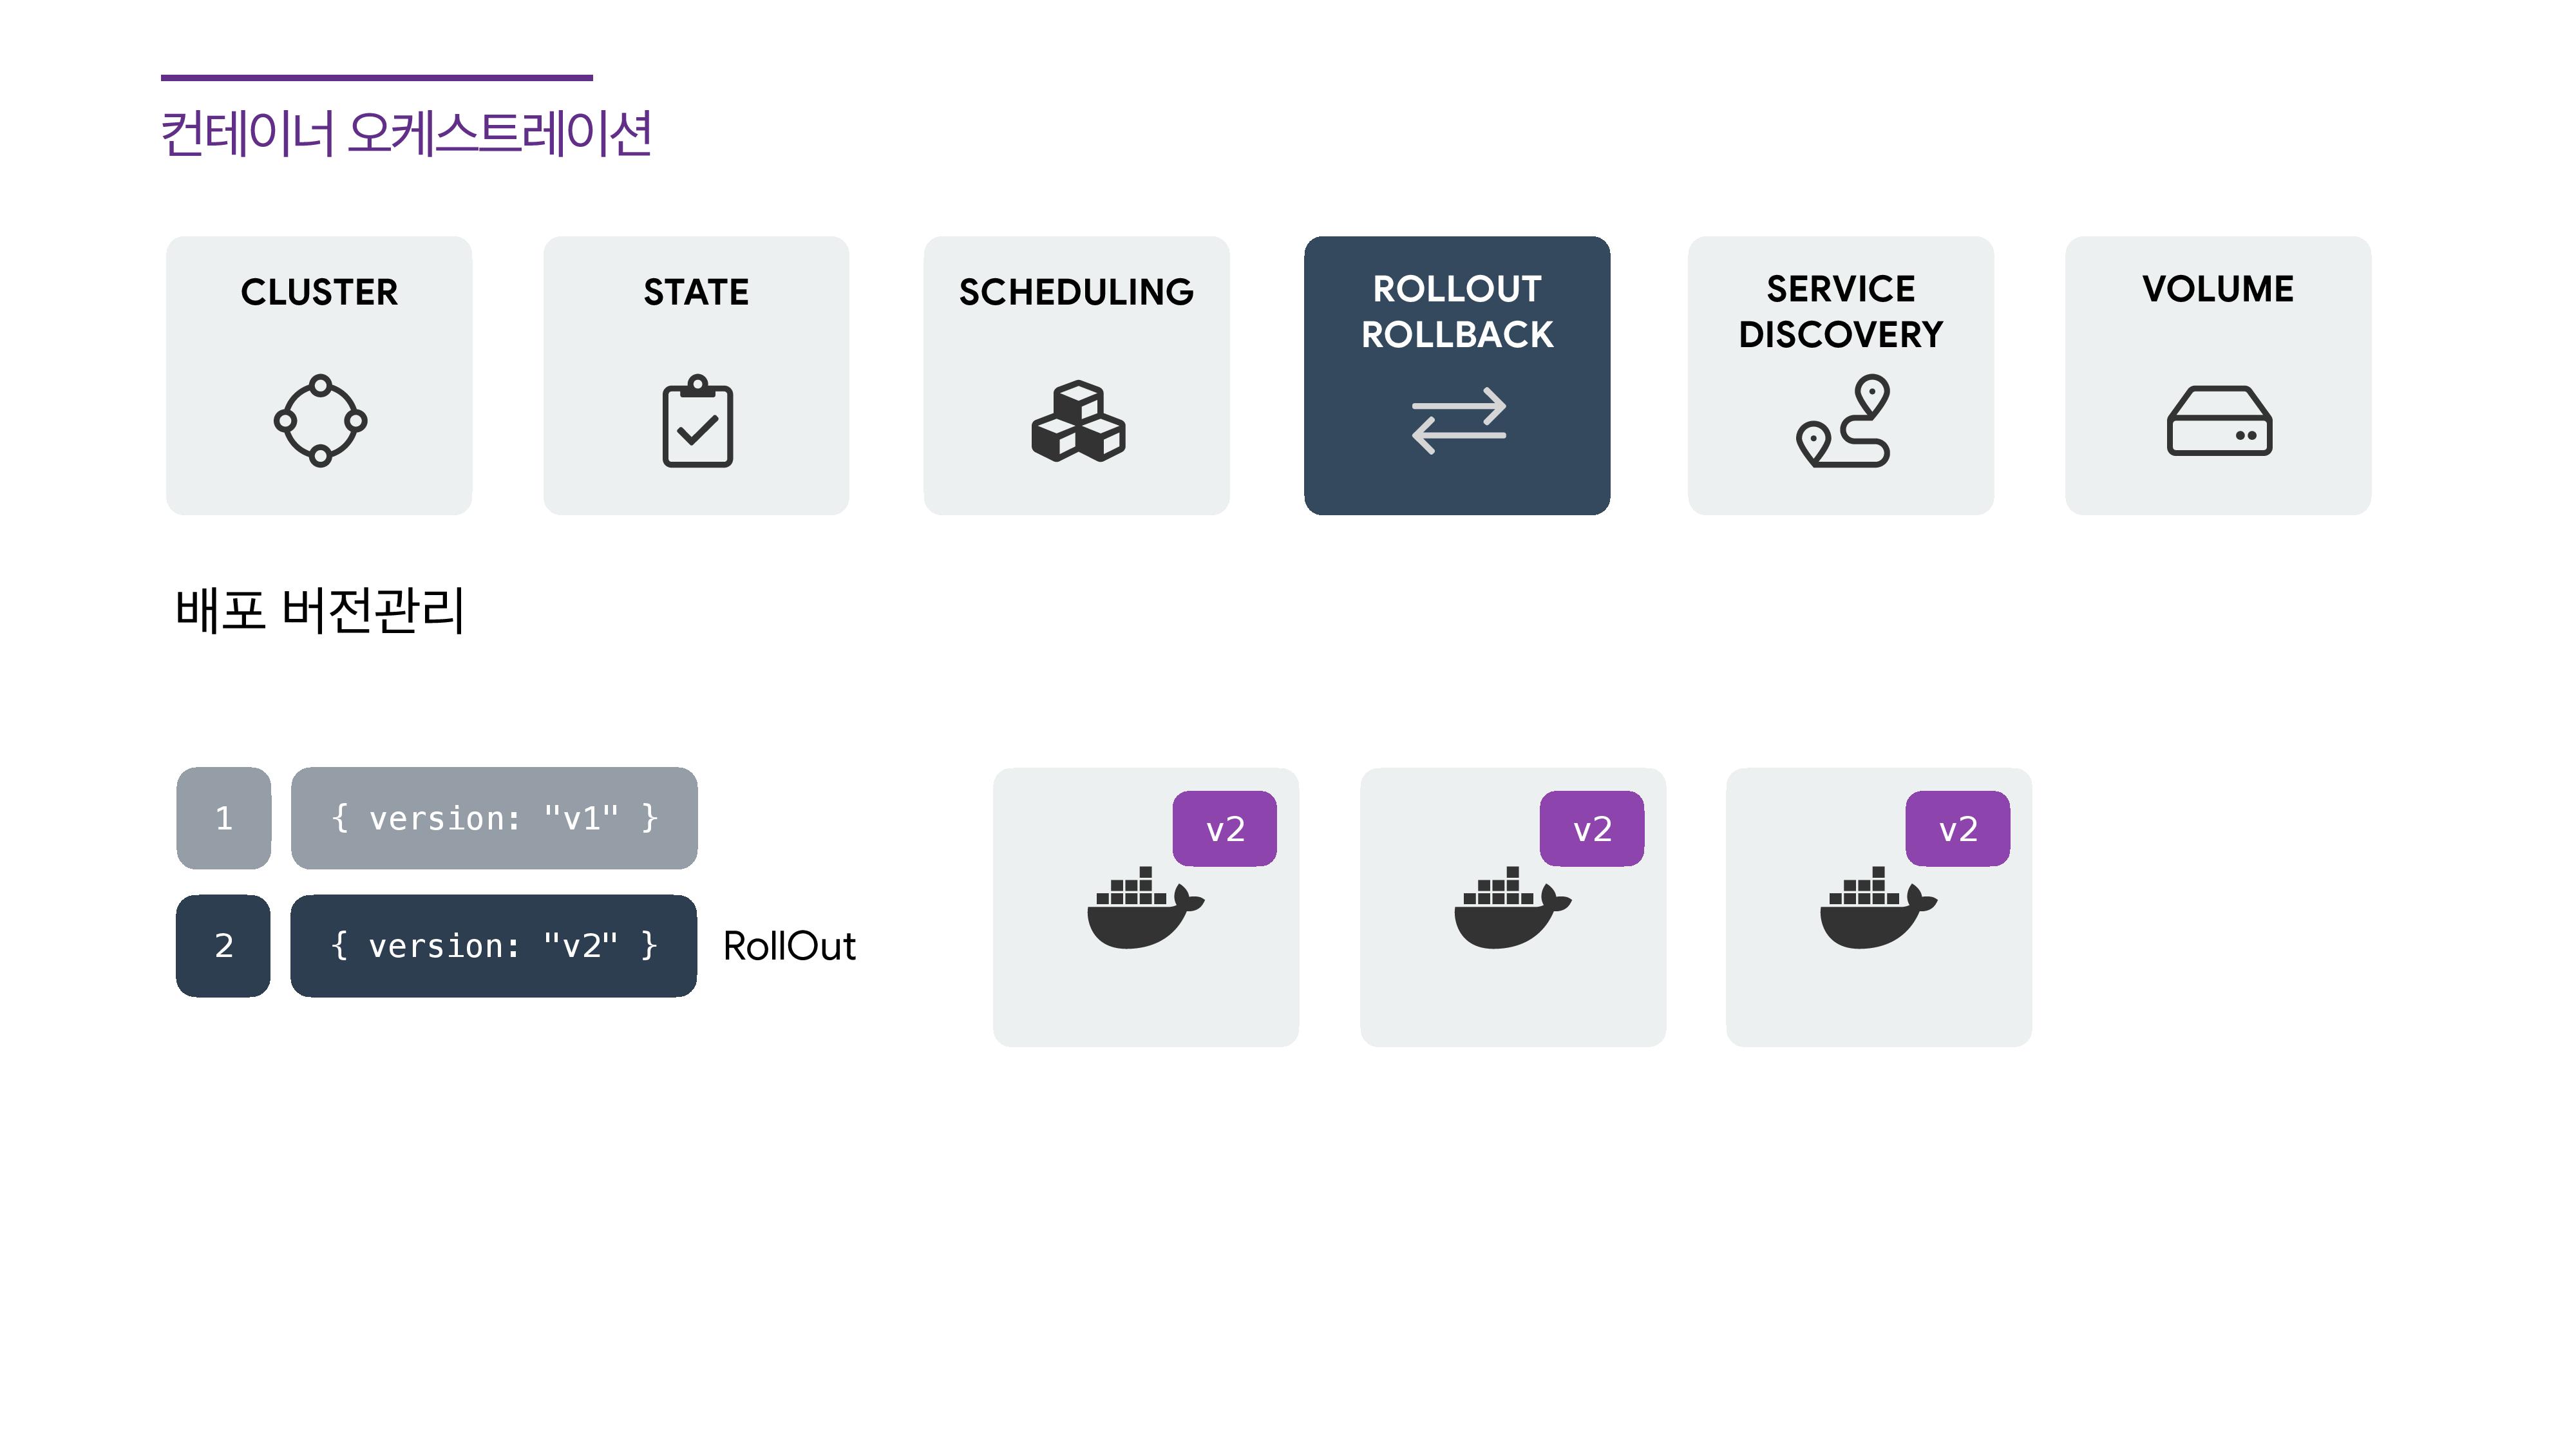 컨테이너 오케스트레이션
CLUSTER
STATE
SCHEDULING
ROLLOUT
ROLLBACK
SERVICE
DISCOVERY
VOLUME
배포 버전관리
1
{ version: "v1" }
2
{ version: "v2" }
RollOut
v2
v2
v2